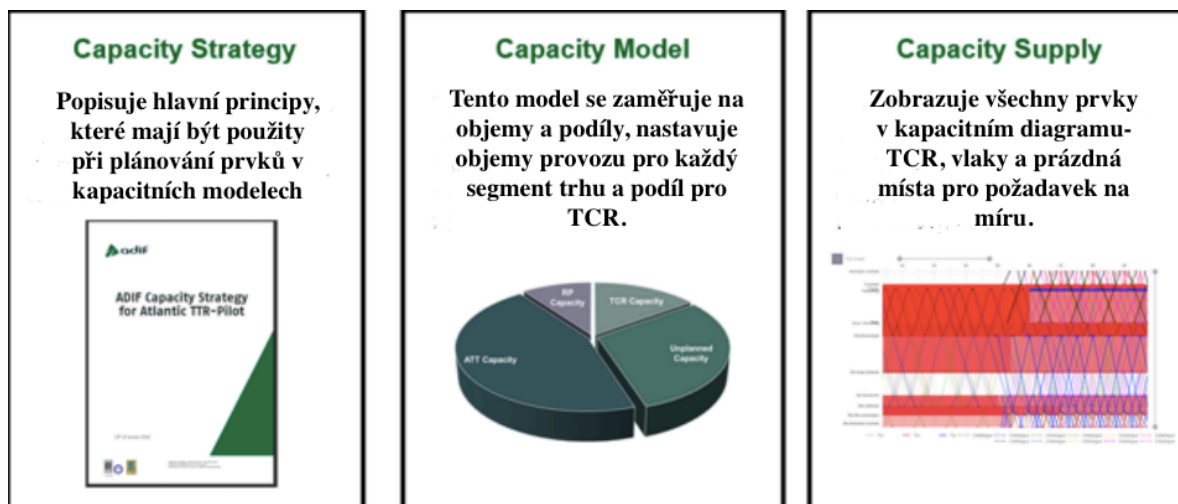 Capacity Strategy
Popisuje hlavní principy,
které mají být použity
při plánování prvků v
kapacitních modelech
adif
ADIF Capacity Strategy
for Atlantic TTR-Pilot
Capacity Model
Tento model se zaměřuje na
objemy a podíly, nastavuje
objemy provozu pro každý
segment trhu a podíl pro
TCR.
RP
Capacity
TCR Capacity
ATT Capacity
Unplanned
Capacity
Capacity Supply
Zobrazuje všechny prvky
v kapacitním diagramu-
TCR, vlaky a prázdná
místa pro požadavek na
míru.